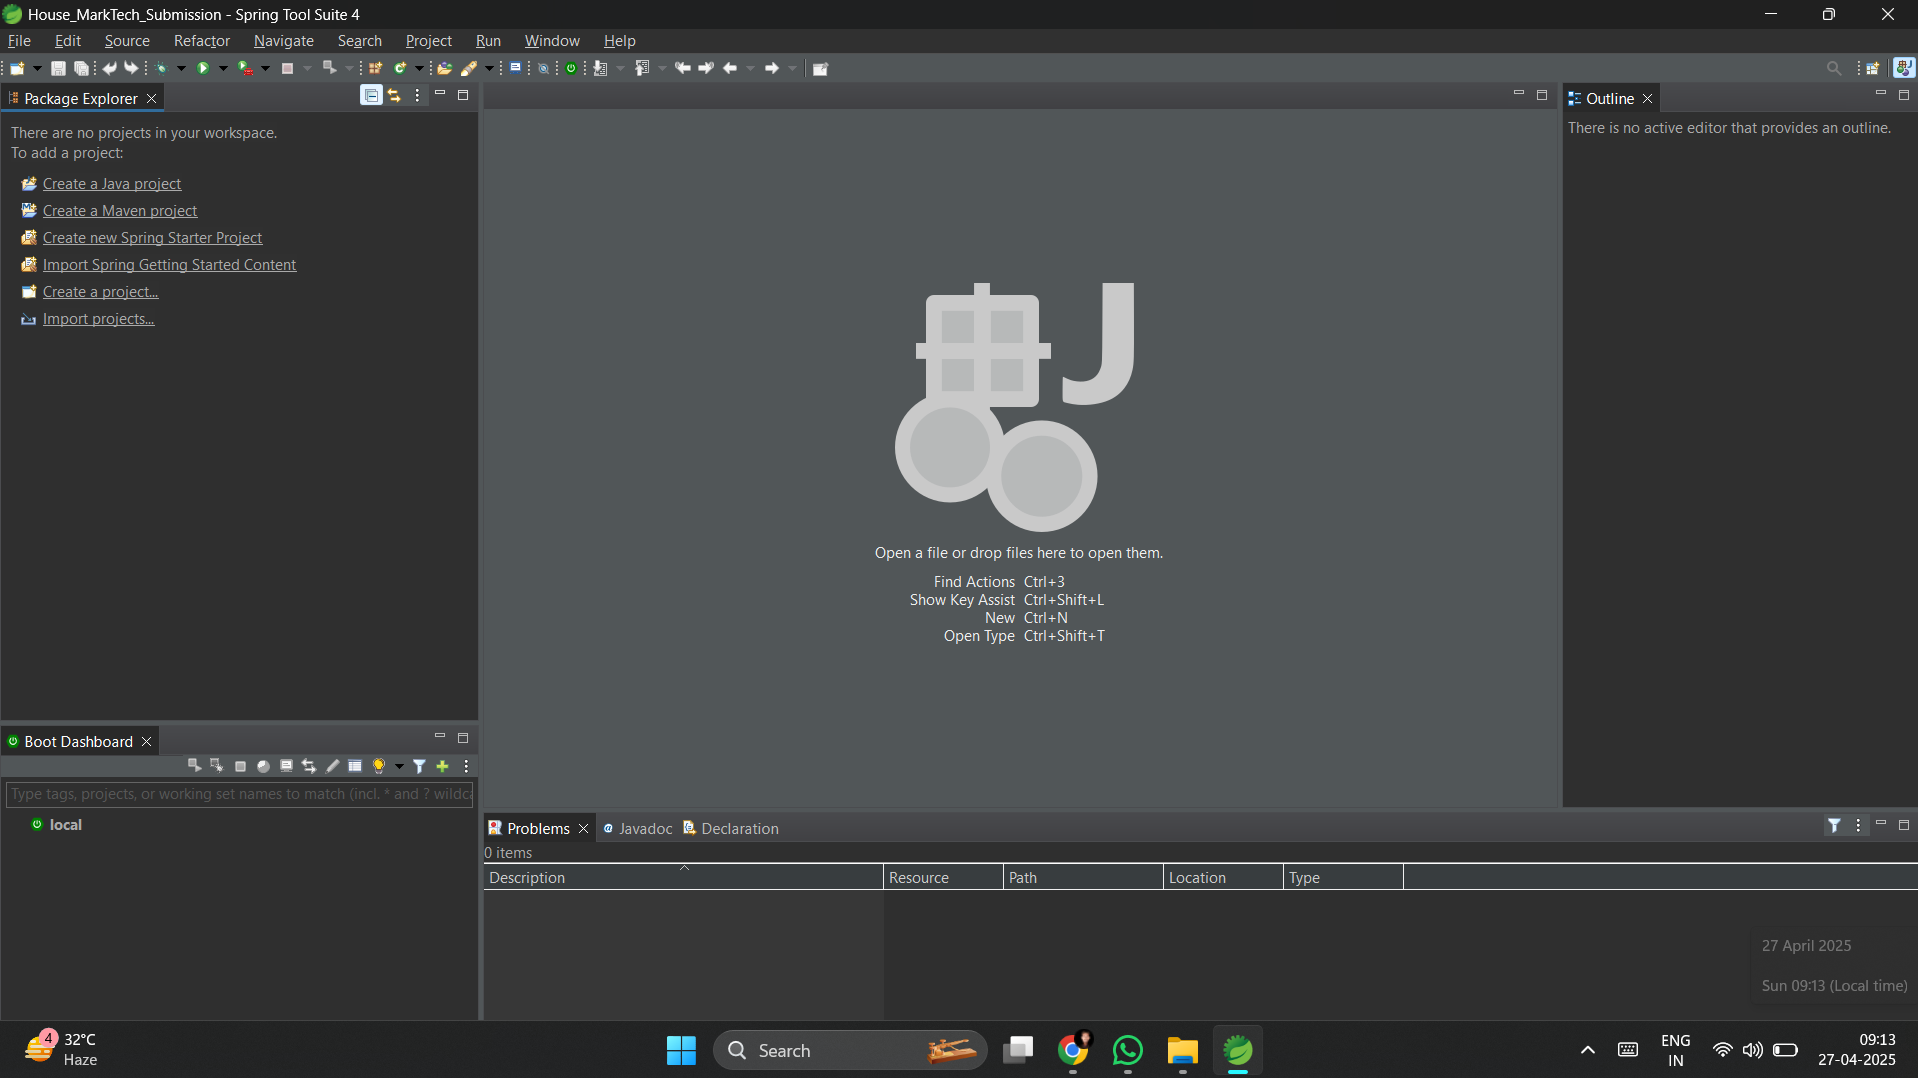 House_MarkTech_Submission - Spring Tool Suite 4
File Edit Source Refactor Navigate Search Project Run Window Help
Package Explorer
There are no projects in your workspace.
To add a project:
Create a Java project
Create a Maven project
Create new Spring Starter Project
Import Spring Getting Started Content
Create a project...
Import projects...
J
Open a file or drop files here to open them.
Find Actions Ctrl+3
Show Key Assist Ctrl+Shift+L
New Ctrl+N
Open Type Ctrl+Shift+T
Outline
There is no active editor that provides an outline.
Boot Dashboard
Type tags, projects, or working set names to match (incl. * and ? wildca
local
Problems Javadoc Declaration
0 items
Description Resource Path Location Type
27 April 2025
Sun 09:13 (Local time)
4
32°C
Haze
Search
ENG
IN
09:13
27-04-2025